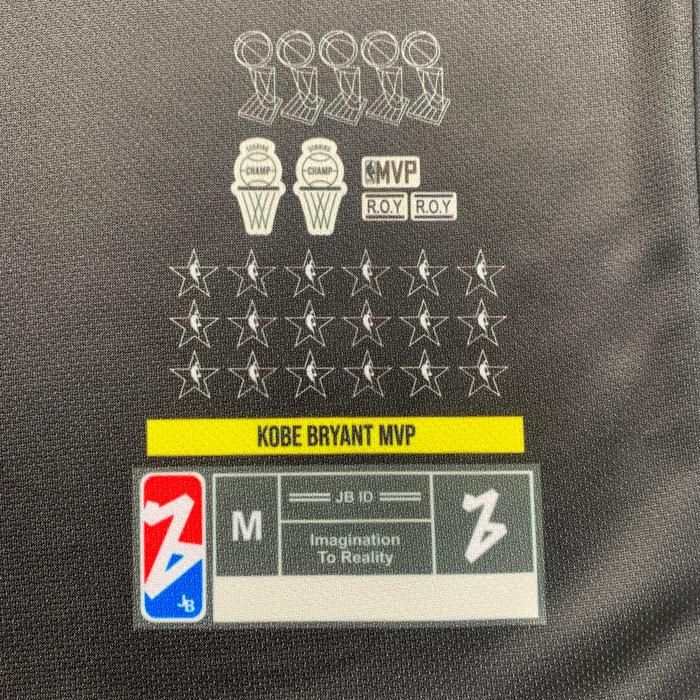 SCORING
CHAMP
SCORING
CHAMP
MVP
R.O.Y
R.O.Y
KOBE BRYANT MVP
M
JB ID
Imagination
To Reality
JB